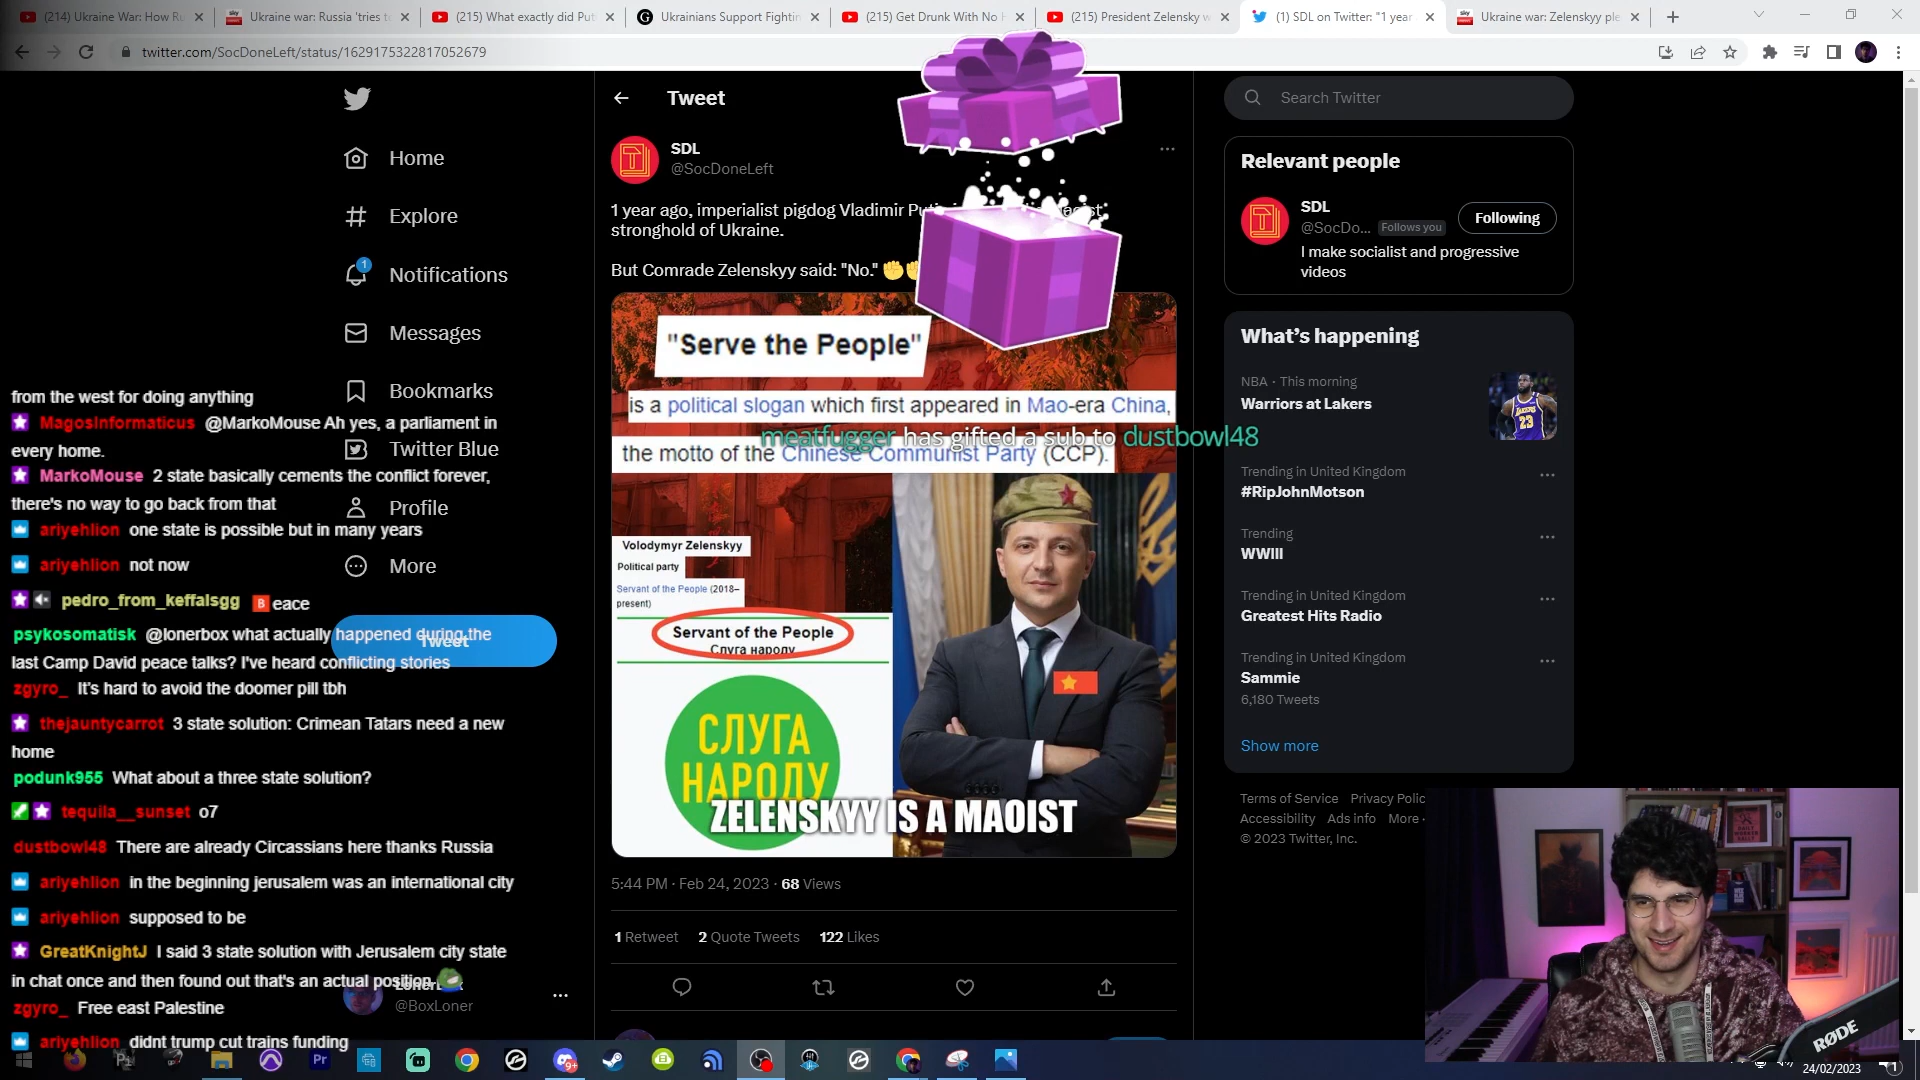 (214) Ukraine War: How Ru
Ukraine war: Russia 'tries t
(215) What exactly did Put
Ukrainians Support Fightin
(215) Get Drunk With No H
(215) President Zelensky w
(1) SDL on Twitter: "1 year
Ukraine war: Zelenskyy ple
twitter.com/SocDoneLeft/status/1629175322817052679
Home
Explore
1
Notifications
Messages
Bookmarks
Twitter Blue
Profile
More
Tweet
@BoxLoner
from the west for doing anything
MagosInformaticus @MarkoMouse Ah yes, a parliament in
every home.
MarkoMouse 2 state basically cements the conflict forever,
there's no way to go back from that
ariyehlion one state is possible but in many years
ariyehlion not now
pedro_from_keffalsgg B eace
psykosomatisk @lonerbox what actually happened during the
last Camp David peace talks? I've heard conflicting stories
zgyro_ It's hard to avoid the doomer pill tbh
thejauntycarrot 3 state solution: Crimean Tatars need a new
home
podunk955 What about a three state solution?
tequila__sunset o7
dustbowl48 There are already Circassians here thanks Russia
ariyehlion in the beginning jerusalem was an international city
ariyehlion supposed to be
GreatKnightJ I said 3 state solution with Jerusalem city state
in chat once and then found out that's an actual position
zgyro_ Free east Palestine
ariyehlion didnt trump cut trains funding
Tweet
SDL
@SocDoneLeft
1 year ago, imperialist pigdog Vladimir
stronghold of Ukraine.
But Comrade Zelenskyy said: "No."
"Serve the People"
is a political slogan which first appeared in Mao-era China,
meatfugger has gifted a sub to dustbowl48
the motto of the Chinese Communist Party (CCP).
Volodymyr Zelenskyy
Political party
Servant of the People (2018–
present)
Servant of the People
Слуга народу
СЛУГА
НАРОДУ
ZELENSKYY IS A MAOIST
5:44 PM · Feb 24, 2023 · 68 Views
1 Retweet 2 Quote Tweets 122 Likes
Search Twitter
Relevant people
SDL
@SocDo... Follows you
Following
I make socialist and progressive
videos
What's happening
NBA · This morning
Warriors at Lakers
LAKERS
23
Trending in United Kingdom
#RipJohnMotson
Trending
WWIII
Trending in United Kingdom
Greatest Hits Radio
Trending in United Kingdom
Sammie
6,180 Tweets
Show more
Terms of Service Privacy Polic
Accessibility Ads info More
© 2023 Twitter, Inc.
DAILY
WORKER
RØDE
Pr
9+
24/02/2023
1